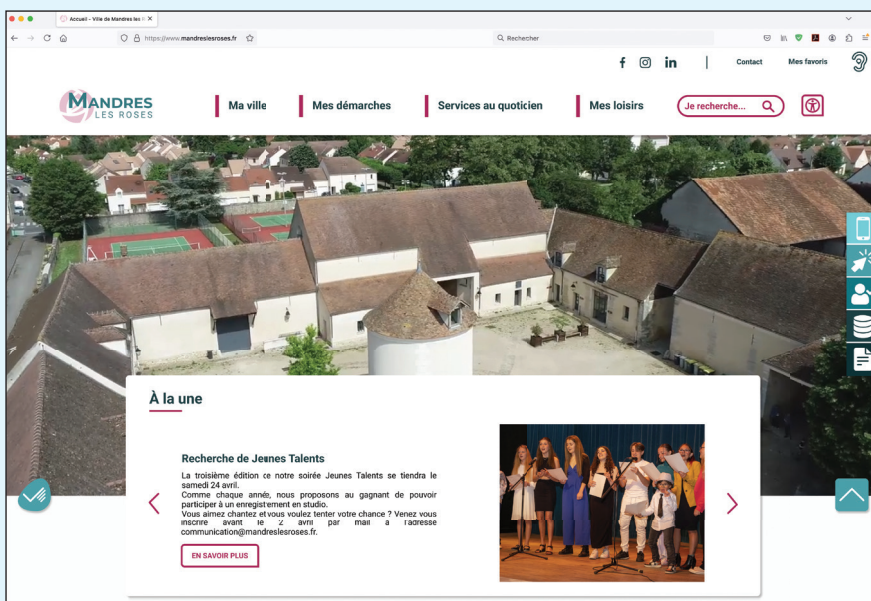 Accueil – Ville de Mandres les R
https://www.mandreslesroses.fr
Rechercher
Contact
Mes favoris
MANDRES
LES ROSES
Ma ville
Mes démarches
Services au quotidien
Mes loisirs
Je recherche...
À la une
Recherche de Jeunes Talents
La troisième édition de notre soirée Jeunes Talents se tiendra le
samedi 24 avril.
Comme chaque année, nous proposons au gagnant de pouvoir
participer à un enregistrement en studio.
Vous aimez chantez et vous voulez tenter votre chance ? Venez vous
inscrire avant le 2 avril par mail à l'adresse
communication@mandreslesroses.fr.
EN SAVOIR PLUS